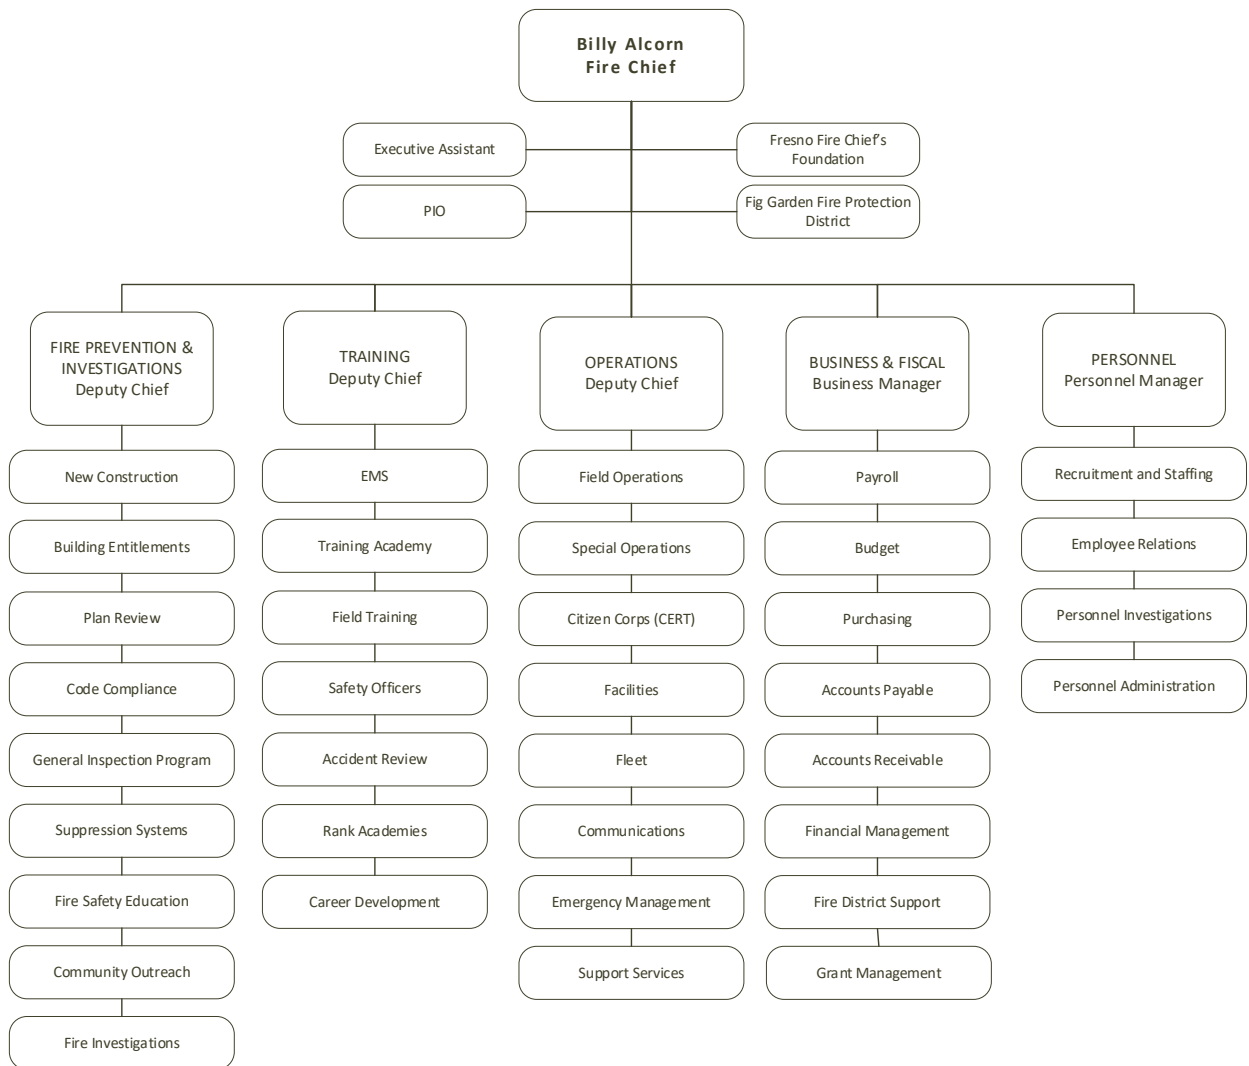 Billy Alcorn
Fire Chief
Executive Assistant
Fresno Fire Chief's
Foundation
PIO
Fig Garden Fire Protection
District
FIRE PREVENTION &
INVESTIGATIONS
Deputy Chief
TRAINING
Deputy Chief
OPERATIONS
Deputy Chief
BUSINESS & FISCAL
Business Manager
PERSONNEL
Personnel Manager
New Construction
Building Entitlements
Plan Review
Code Compliance
General Inspection Program
Suppression Systems
Fire Safety Education
Community Outreach
Fire Investigations
EMS
Training Academy
Field Training
Safety Officers
Accident Review
Rank Academies
Career Development
Field Operations
Special Operations
Citizen Corps (CERT)
Facilities
Fleet
Communications
Emergency Management
Support Services
Payroll
Budget
Purchasing
Accounts Payable
Accounts Receivable
Financial Management
Fire District Support
Grant Management
Recruitment and Staffing
Employee Relations
Personnel Investigations
Personnel Administration